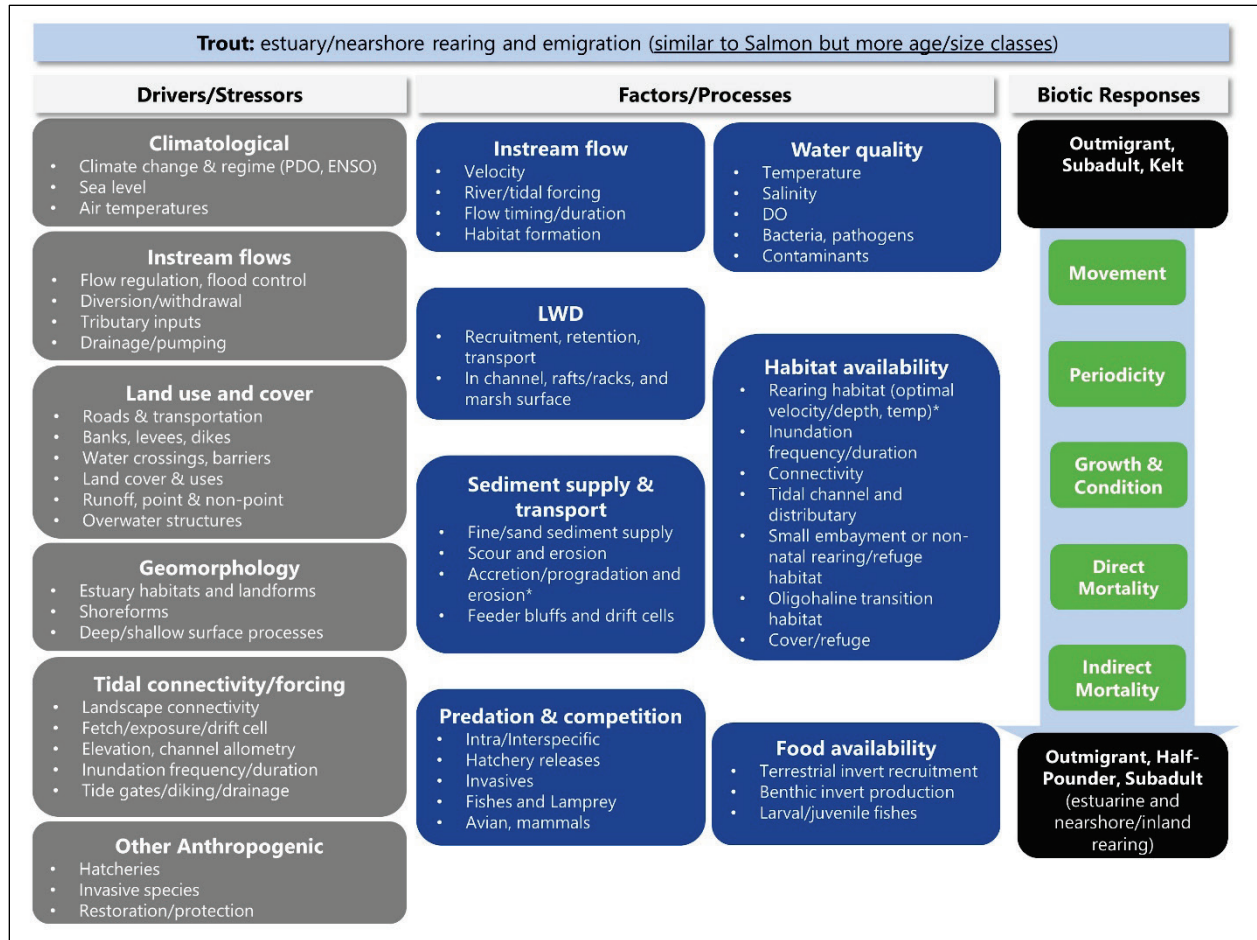 Trout: estuary/nearshore rearing and emigration (similar to Salmon but more age/size classes)
Drivers/Stressors
Climatological
• Climate change & regime (PDO, ENSO)
• Sea level
• Air temperatures
Instream flows
• Flow regulation, flood control
• Diversion/withdrawal
• Tributary inputs
• Drainage/pumping
Land use and cover
• Roads & transportation
• Banks, levees, dikes
• Water crossings, barriers
• Land cover & uses
• Runoff, point & non-point
• Overwater structures
Geomorphology
• Estuary habitats and landforms
• Shoreforms
• Deep/shallow surface processes
Tidal connectivity/forcing
• Landscape connectivity
• Fetch/exposure/drift cell
• Elevation, channel allometry
• Inundation frequency/duration
• Tide gates/diking/drainage
Other Anthropogenic
• Hatcheries
• Invasive species
• Restoration/protection
Factors/Processes
Instream flow
• Velocity
• River/tidal forcing
• Flow timing/duration
• Habitat formation
LWD
• Recruitment, retention,
transport
• In channel, rafts/racks, and
marsh surface
Sediment supply &
transport
• Fine/sand sediment supply
• Scour and erosion
• Accretion/progradation and
erosion*
• Feeder bluffs and drift cells
Predation & competition
• Intra/Interspecific
• Hatchery releases
• Invasives
• Fishes and Lamprey
• Avian, mammals
Water quality
• Temperature
• Salinity
• DO
• Bacteria, pathogens
• Contaminants
Habitat availability
• Rearing habitat (optimal
velocity/depth, temp)*
• Inundation
frequency/duration
• Connectivity
• Tidal channel and
distributary
• Small embayment or non-
natal rearing/refuge
habitat
• Oligohaline transition
habitat
• Cover/refuge
Food availability
• Terrestrial invert recruitment
• Benthic invert production
• Larval/juvenile fishes
Biotic Responses
Outmigrant,
Subadult, Kelt
Movement
Periodicity
Growth &
Condition
Direct
Mortality
Indirect
Mortality
Outmigrant, Half-
Pounder, Subadult
(estuarine and
nearshore/inland
rearing)